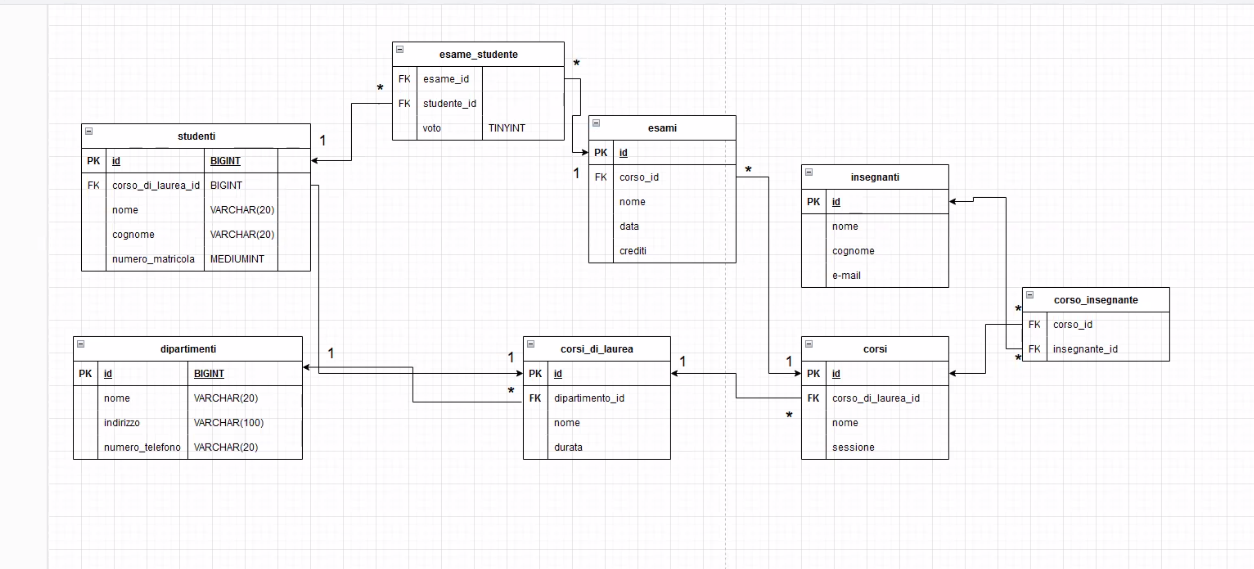 esame_studente
FK esame_id
FK studente_id
voto TINYINT
*
*
studenti
PK id BIGINT
FK corso_di_laurea_id BIGINT
nome VARCHAR(20)
cognome VARCHAR(20)
numero_matricola MEDIUMINT
1
esami
PK id
FK corso_id
nome
data
crediti
1
*
insegnanti
PK id
nome
cognome
e-mail
corso_insegnante
FK corso_id
FK insegnante_id
*
*
dipartimenti
PK id BIGINT
nome VARCHAR(20)
indirizzo VARCHAR(100)
numero_telefono VARCHAR(20)
1
corsi_di_laurea
PK id
FK dipartimento_id
nome
durata
1
*
1
corsi
PK id
FK corso_di_laurea_id
nome
sessione
1
*